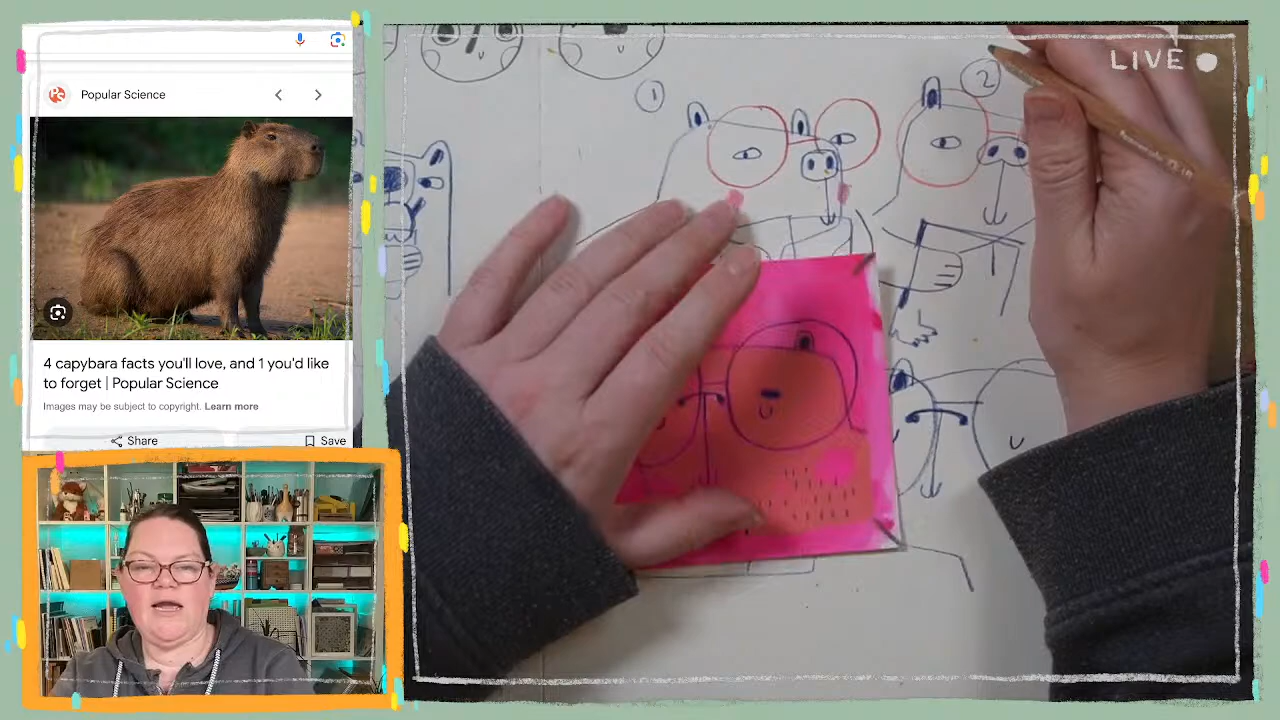 Popular Science
4 capybara facts you'll love, and 1 you'd like
to forget | Popular Science
Images may be subject to copyright. Learn more
Share
Save
LIVE
1
2